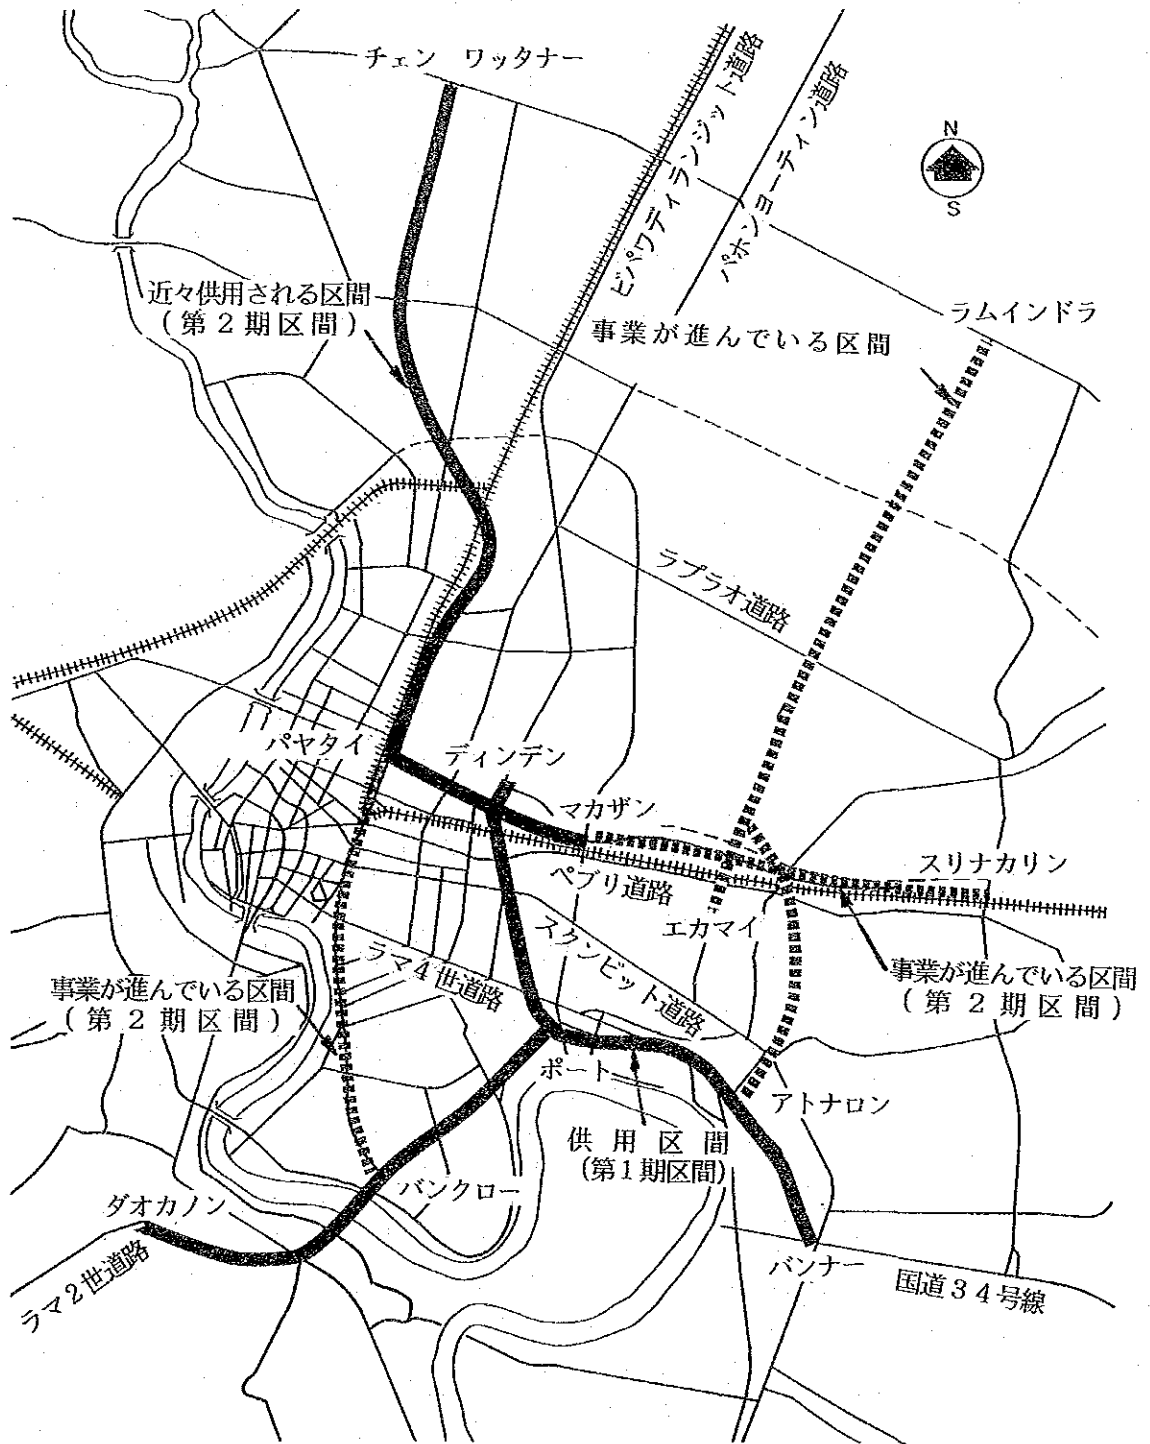 チェン ワッタナー
ビパワディランジット道路
パホンヨーティン道路
N
S
近々供用される区間
(第2期区間)
事業が進んでいる区間
ラムインドラ
ラプラオ道路
パヤタイ
ディンデン
マカザン
スリナカリン
ペブリ道路
エカマイ
スクンビット道路
ラマ4世道路
事業が進んでいる区間
(第2期区間)
事業が進んでいる区間
(第2期区間)
ポート
アトナロン
供用区間
(第1期区間)
バンクロー
ダオカノン
ラマ2世道路
バンナー
国道34号線